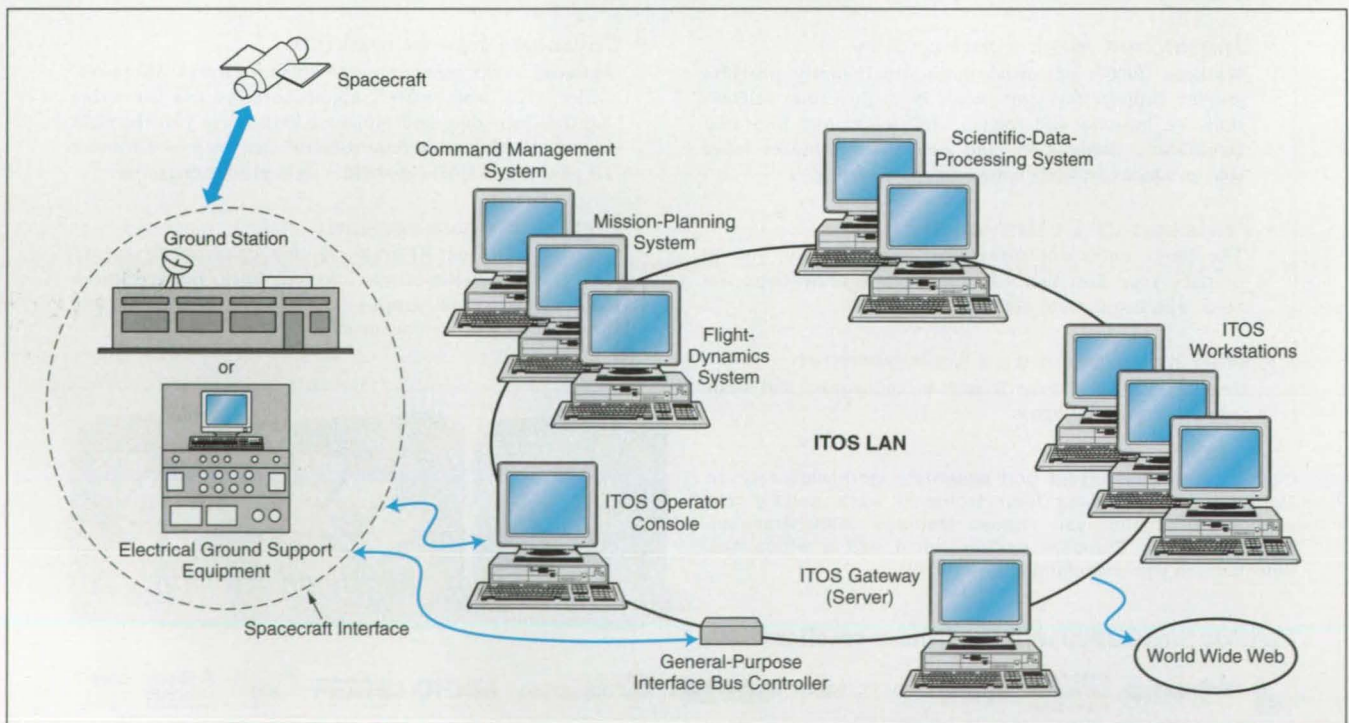 Spacecraft
Ground Station
or
Electrical Ground Support
Equipment
Spacecraft Interface
Command Management
System
Mission-Planning
System
Flight-
Dynamics
System
Scientific-Data-
Processing System
ITOS
Workstations
ITOS LAN
ITOS Operator
Console
ITOS Gateway
(Server)
General-Purpose
Interface Bus Controller
World Wide Web